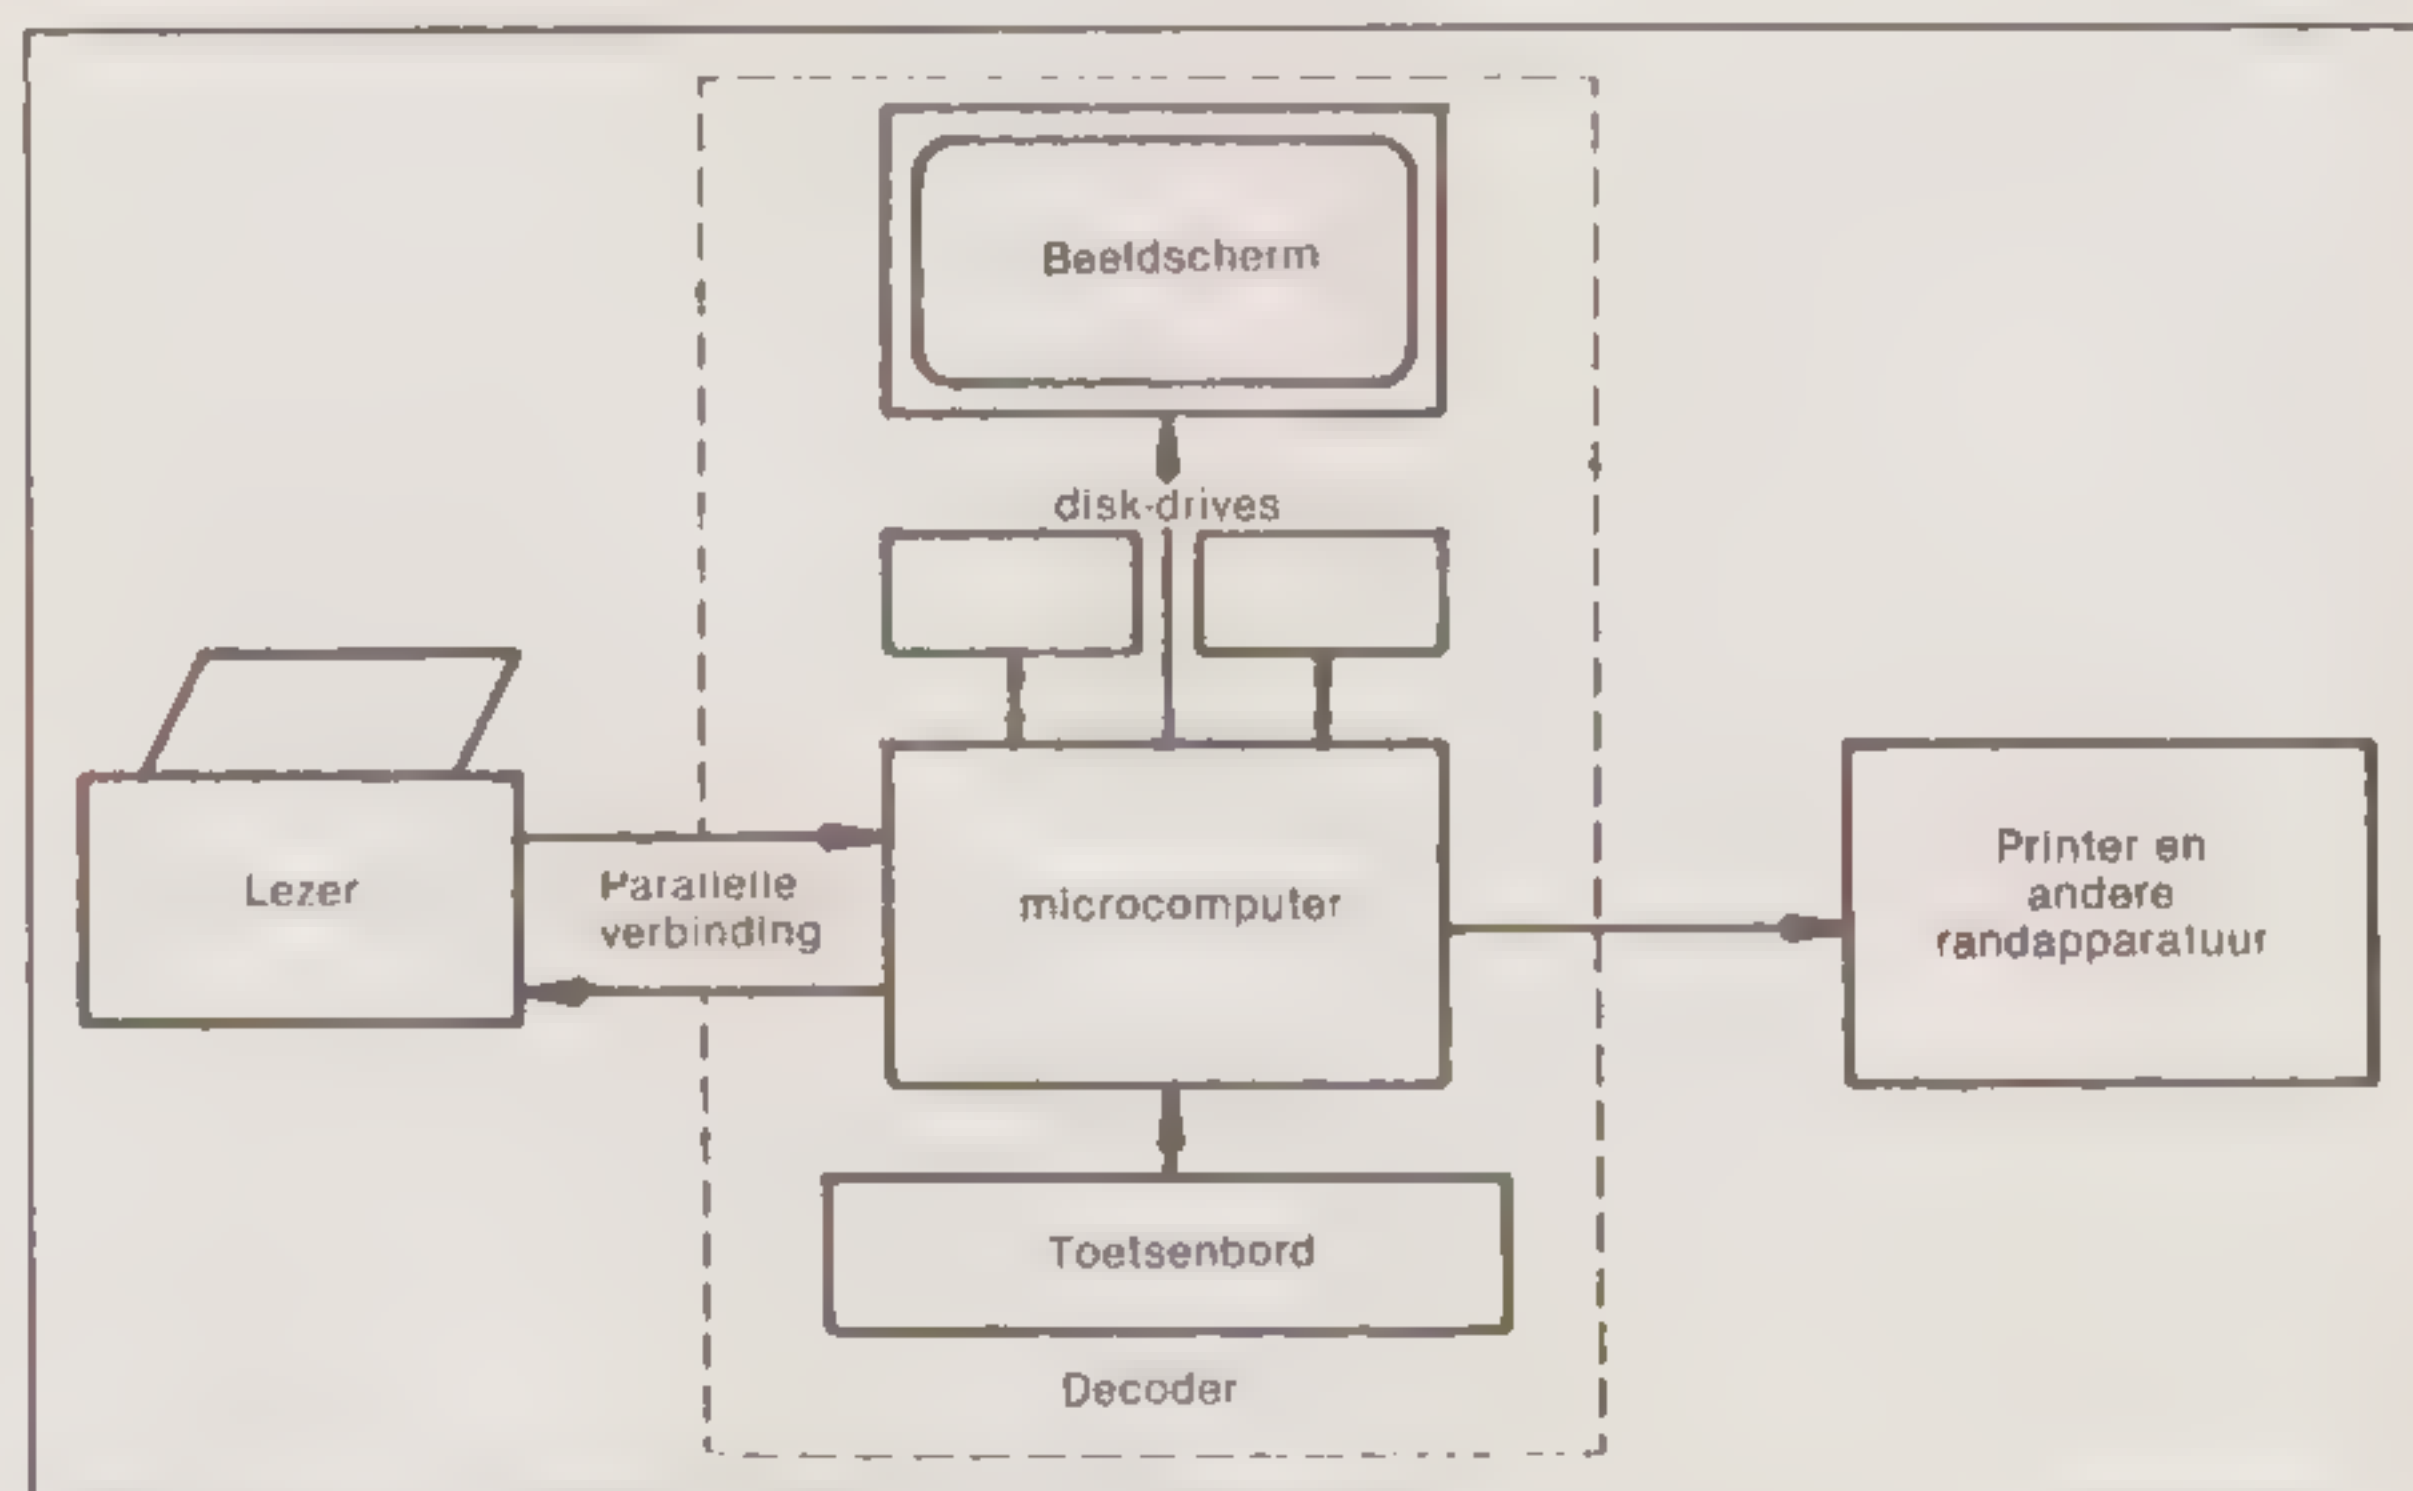 Beeldscherm
disk-drives
Lezer
Parallelle
verbinding
microcomputer
Printer en
andere
randapparatuur
Toetsenbord
Decoder